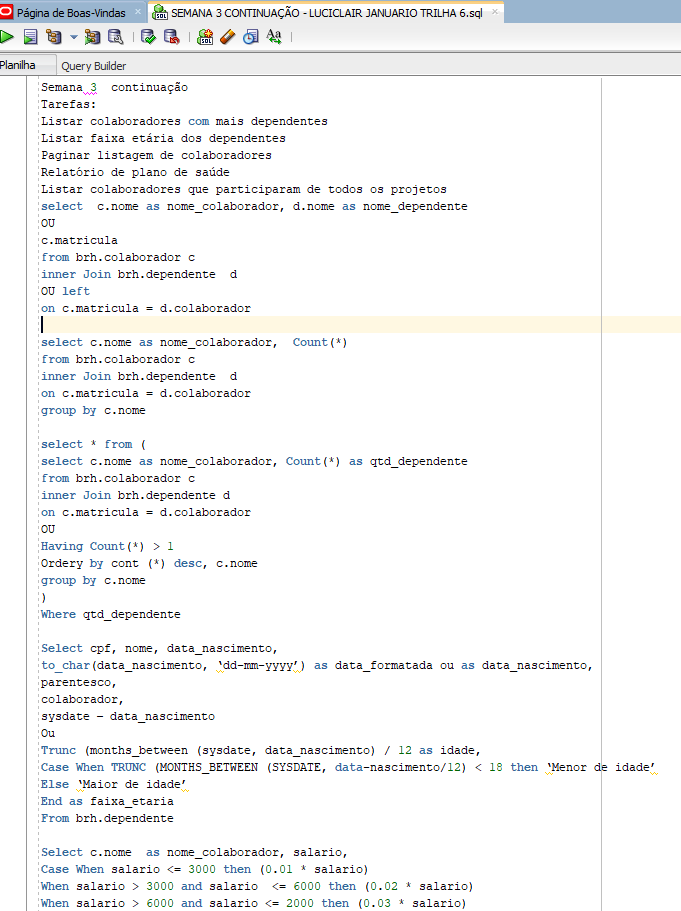 Página de Boas-Vindas
SEMANA 3 CONTINUAÇÃO - LUCICLAIR JANUARIO TRILHA 6.sql
Planilha
Query Builder
Semana 3  continuação
Tarefas:
Listar colaboradores com mais dependentes
Listar faixa etária dos dependentes
Paginar listagem de colaboradores
Relatório de plano de saúde
Listar colaboradores que participaram de todos os projetos
select  c.nome as nome_colaborador, d.nome as nome_dependente
OU
c.matricula
from brh.colaborador c
inner Join brh.dependente  d
OU left
on c.matricula = d.colaborador
select c.nome as nome_colaborador,  Count(*)
from brh.colaborador c
inner Join brh.dependente  d
on c.matricula = d.colaborador
group by c.nome
select * from (
select c.nome as nome_colaborador, Count(*) as qtd_dependente
from brh.colaborador c
inner Join brh.dependente d
on c.matricula = d.colaborador
OU
Having Count(*) > 1
Ordery by cont (*) desc, c.nome
group by c.nome
)
Where qtd_dependente
Select cpf, nome, data_nascimento,
to_char(data_nascimento, ‘dd-mm-yyyy’) as data_formatada ou as data_nascimento,
parentesco,
colaborador,
sysdate – data_nascimento
Ou
Trunc (months_between (sysdate, data_nascimento) / 12 as idade,
Case When TRUNC (MONTHS_BETWEEN (SYSDATE, data-nascimento/12) < 18 then ‘Menor de idade’
Else ‘Maior de idade’
End as faixa_etaria
From brh.dependente
Select c.nome  as nome_colaborador, salario,
Case When salario <= 3000 then (0.01 * salario)
When salario > 3000 and salario  <= 6000 then (0.02 * salario)
When salario > 6000 and salario <= 2000 then (0.03 * salario)